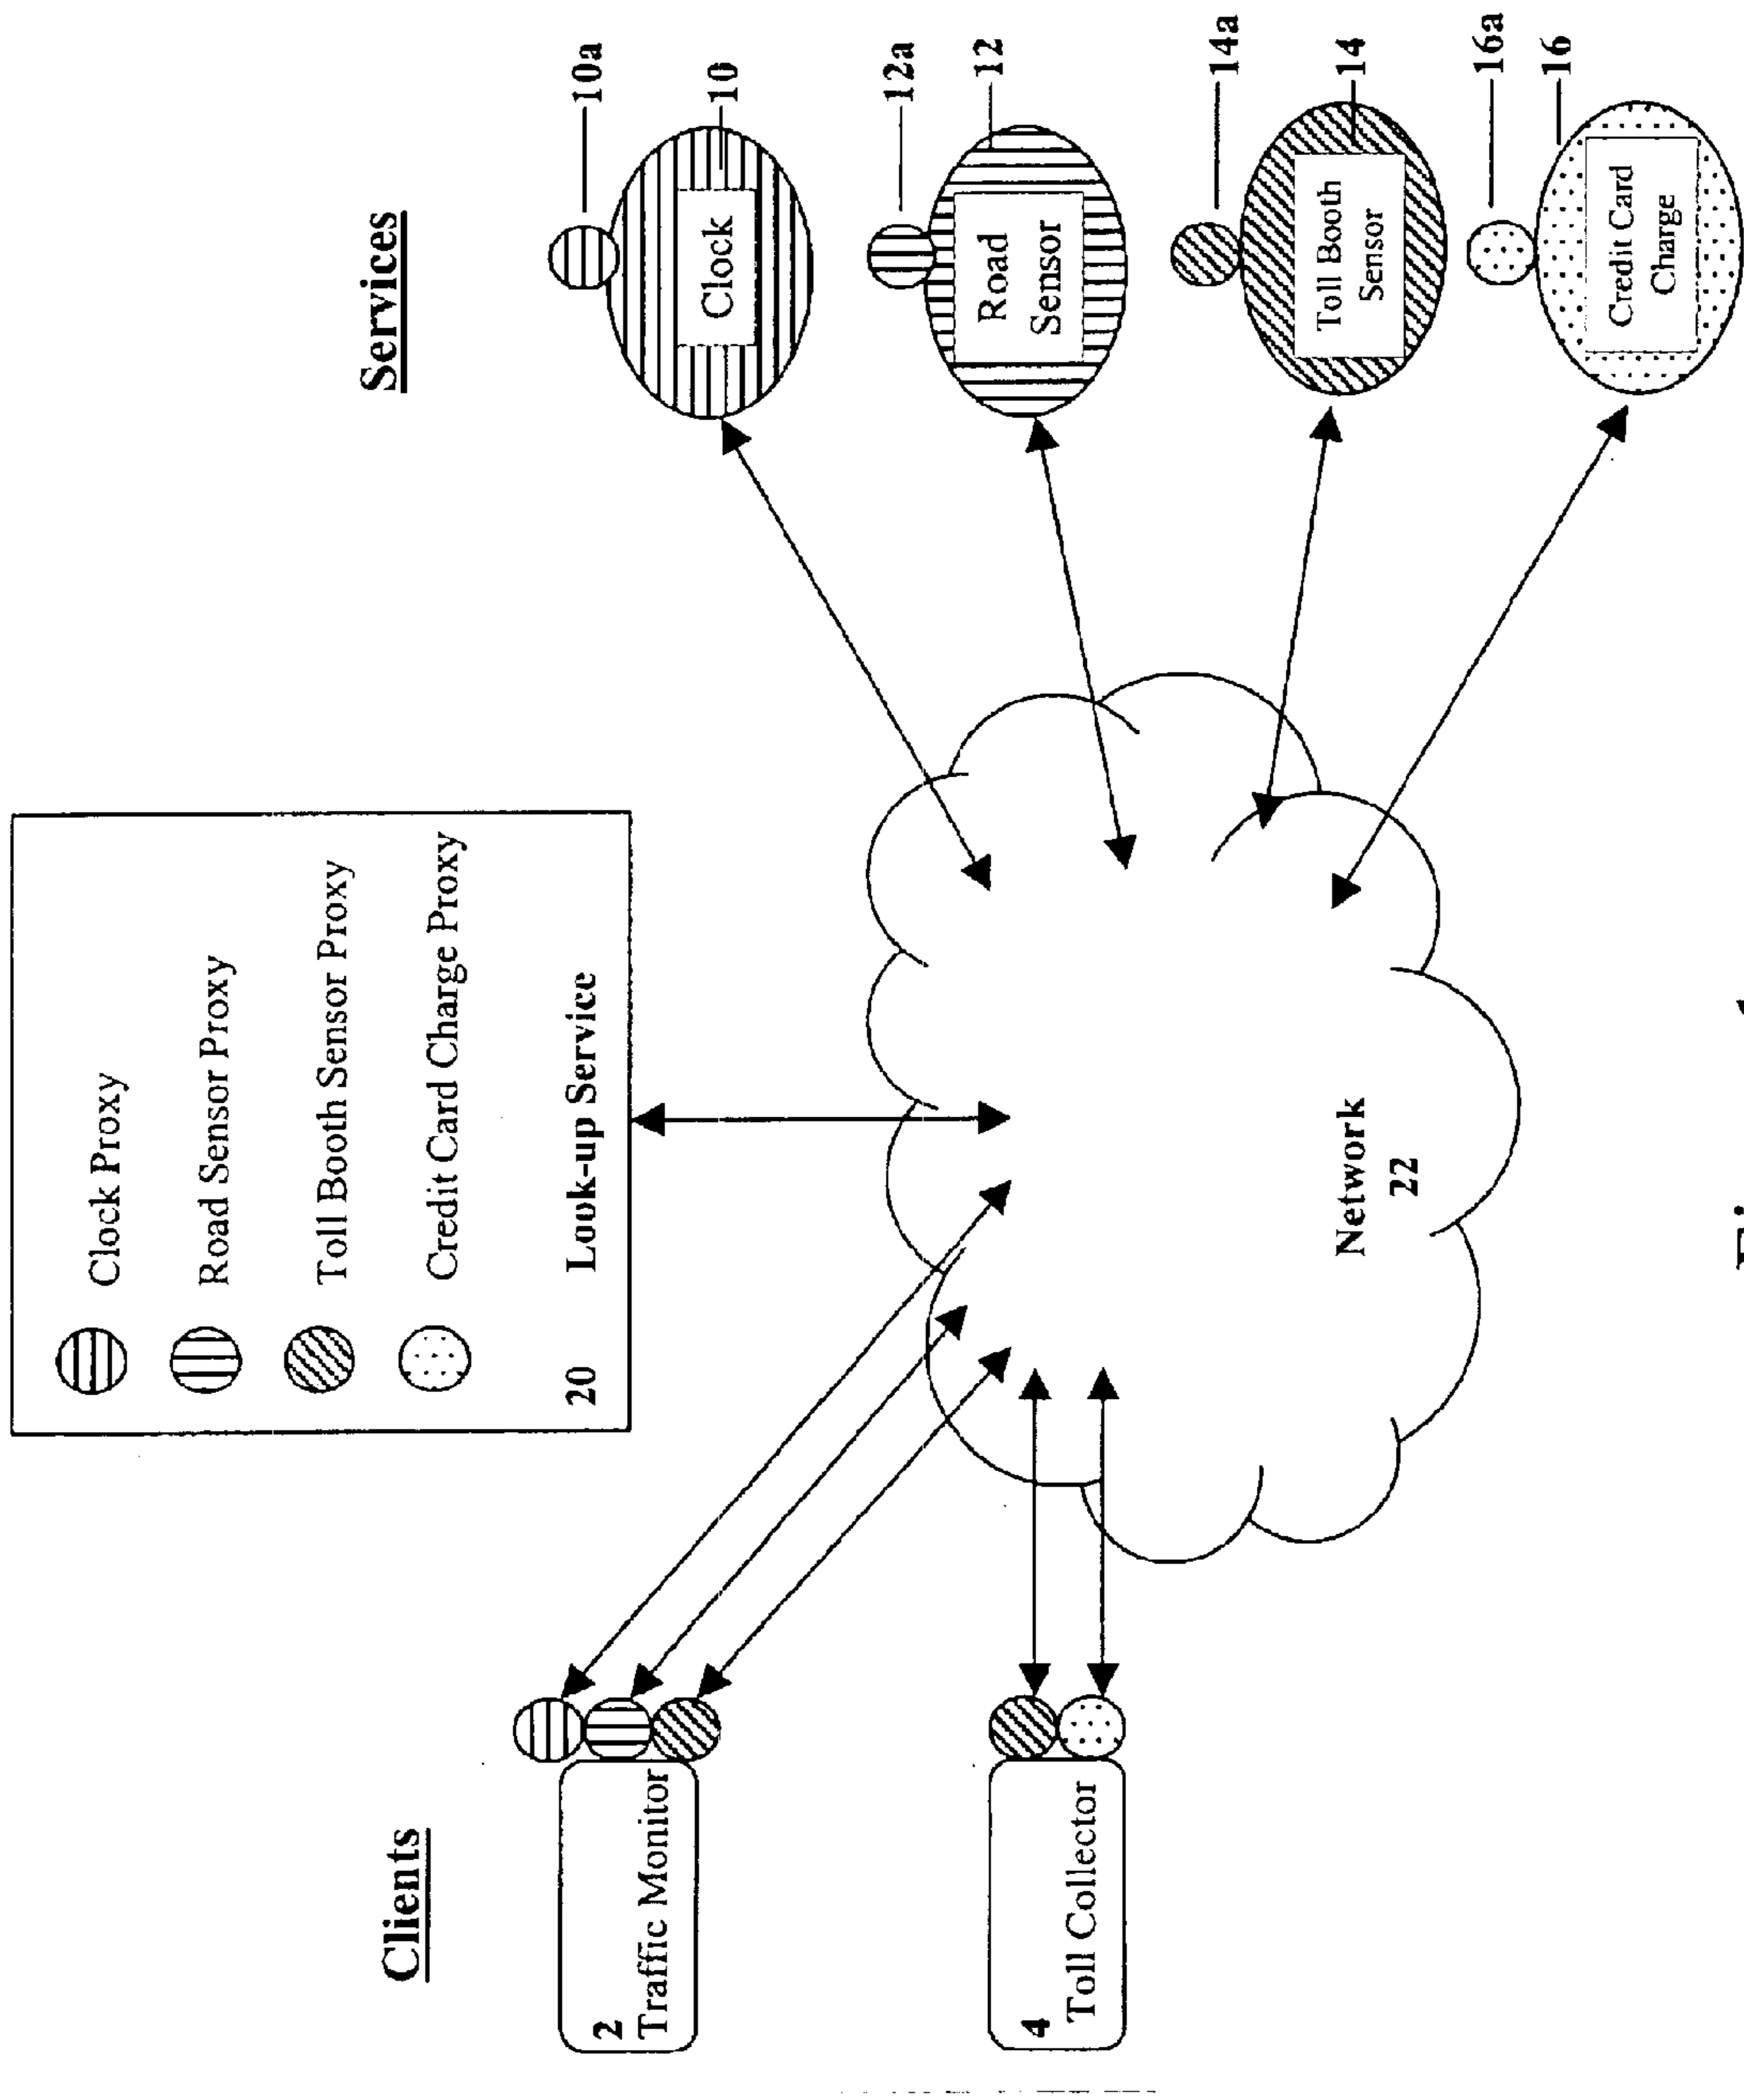 Clock Proxy
Road Sensor Proxy
Toll Booth Sensor Proxy
Credit Card Charge Proxy
20 Look-up Service
Clients
Services
2
Traffic Monitor
4
Toll Collector
Network
22
10a
10
Clock
12a
12
Road
Sensor
14a
14
Toll Booth
Sensor
16a
16
Credit Card
Charge